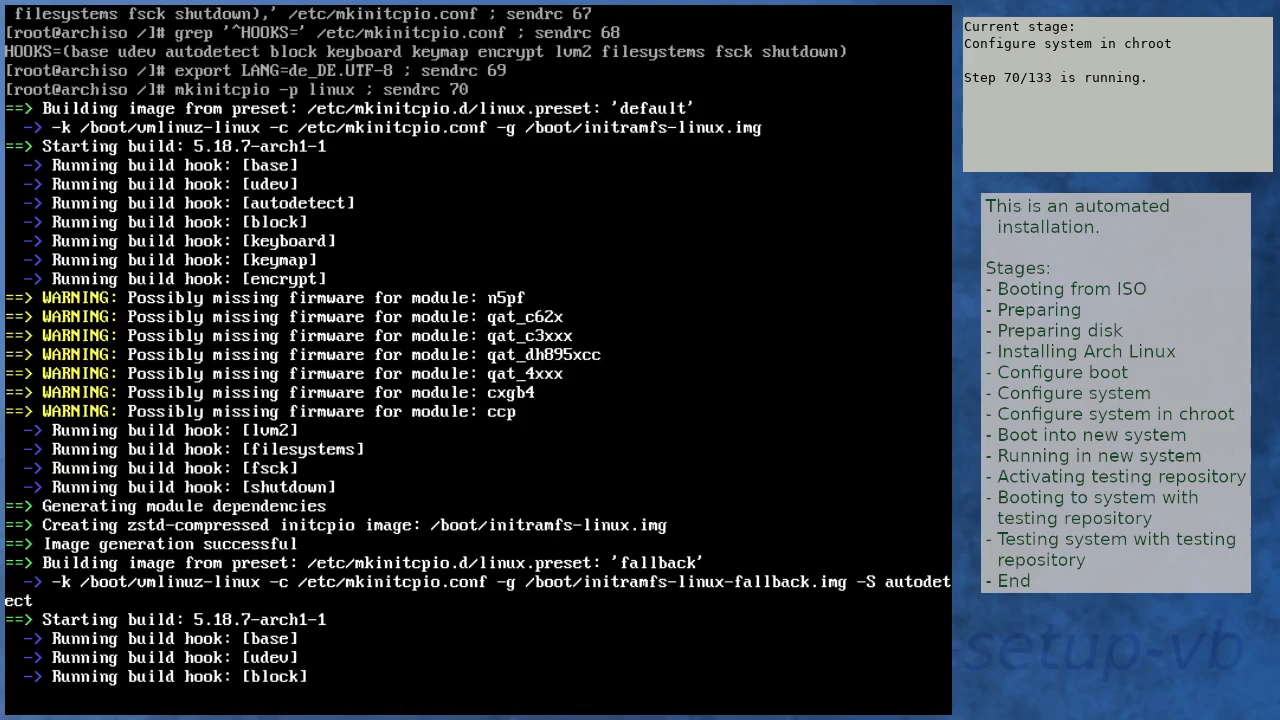 filesystems fsck shutdown),' /etc/mkinitcpio.conf ; sendrc 67
[root@archiso /]# grep '^HOOKS=' /etc/mkinitcpio.conf ; sendrc 68
HOOKS=(base udev autodetect block keyboard keymap encrypt lvm2 filesystems fsck shutdown)
[root@archiso /]# export LANG=de_DE.UTF-8 ; sendrc 69
[root@archiso /]# mkinitcpio -p linux ; sendrc 70
==> Building image from preset: /etc/mkinitcpio.d/linux.preset: 'default'
  -> -k /boot/vmlinuz-linux -c /etc/mkinitcpio.conf -g /boot/initramfs-linux.img
==> Starting build: 5.18.7-arch1-1
  -> Running build hook: [base]
  -> Running build hook: [udev]
  -> Running build hook: [autodetect]
  -> Running build hook: [block]
  -> Running build hook: [keyboard]
  -> Running build hook: [keymap]
  -> Running build hook: [encrypt]
==> WARNING: Possibly missing firmware for module: n5pf
==> WARNING: Possibly missing firmware for module: qat_c62x
==> WARNING: Possibly missing firmware for module: qat_c3xxx
==> WARNING: Possibly missing firmware for module: qat_dh895xcc
==> WARNING: Possibly missing firmware for module: qat_4xxx
==> WARNING: Possibly missing firmware for module: cxgb4
==> WARNING: Possibly missing firmware for module: ccp
  -> Running build hook: [lvm2]
  -> Running build hook: [filesystems]
  -> Running build hook: [fsck]
  -> Running build hook: [shutdown]
==> Generating module dependencies
==> Creating zstd-compressed initcpio image: /boot/initramfs-linux.img
==> Image generation successful
==> Building image from preset: /etc/mkinitcpio.d/linux.preset: 'fallback'
  -> -k /boot/vmlinuz-linux -c /etc/mkinitcpio.conf -g /boot/initramfs-linux-fallback.img -S autodet
ect
==> Starting build: 5.18.7-arch1-1
  -> Running build hook: [base]
  -> Running build hook: [udev]
  -> Running build hook: [block]
Current stage:
Configure system in chroot
Step 70/133 is running.
This is an automated
installation.
Stages:
- Booting from ISO
- Preparing
- Preparing disk
- Installing Arch Linux
- Configure boot
- Configure system
- Configure system in chroot
- Boot into new system
- Running in new system
- Activating testing repository
- Booting to system with
testing repository
- Testing system with testing
repository
- End
-setup-vb